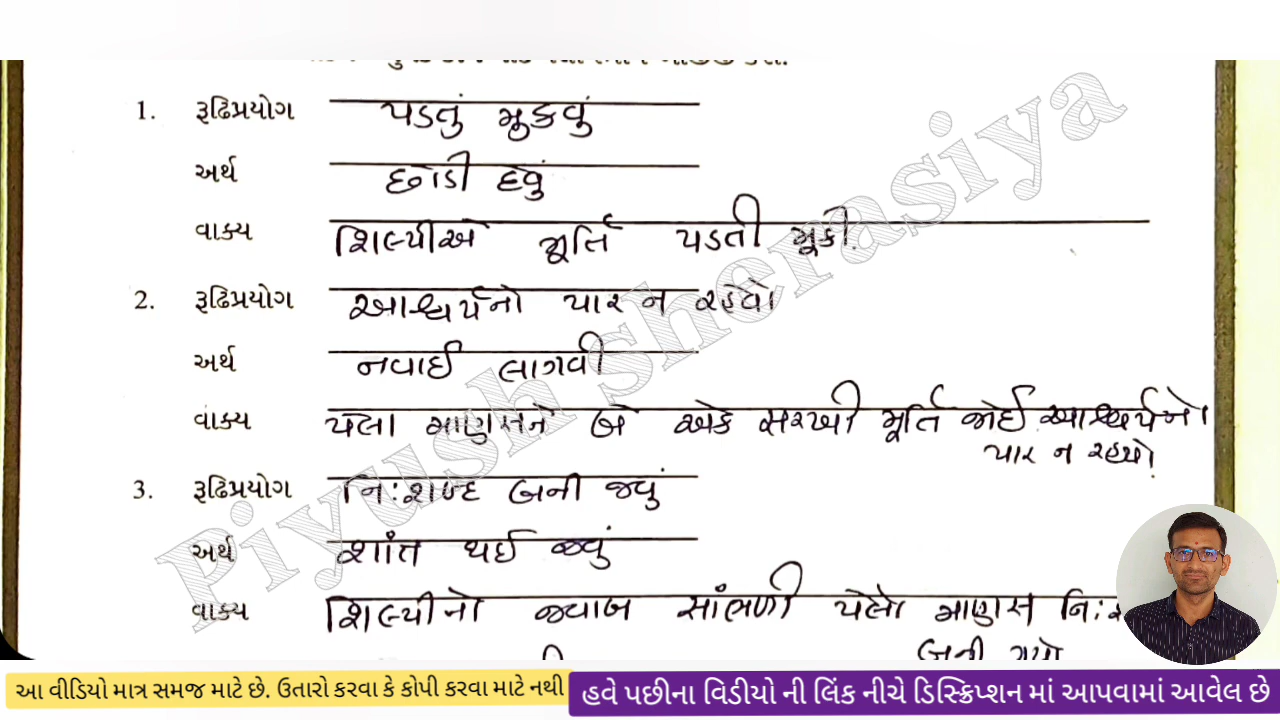 1. રૂઢિપ્રયોગ પડતું મુકવું
અર્થ છોડી દેવું
વાક્ય શિલ્પીએ મૂર્તિ પડતી મૂકી.
2. રૂઢિપ્રયોગ આશ્ચર્યનો પાર ન રહેવો
અર્થ નવાઈ લાગવી
વાક્ય પેલા માણસને બે એક સરખી મૂર્તિ જોઈ આશ્ચર્યનો
પાર ન રહ્યો
3. રૂઢિપ્રયોગ નિ:શબ્દ બની જવું
અર્થ શાંત થઈ જવું
વાક્ય શિલ્પીનો જવાબ સાંભળી પેલો માણસ
બની ગયો
Piyush sherasiya
આ વીડિયો માત્ર સમજ માટે છે. ઉતારો કરવા કે કોપી કરવા માટે નથી
હવે પછીના વિડીયો ની લિંક નીચે ડિસ્ક્રિપ્શન માં આપવામાં આવેલ છે